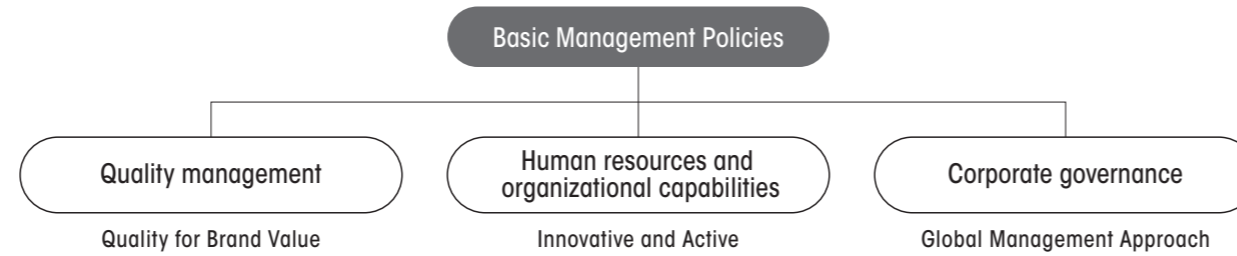 Basic Management Policies
Quality management
Human resources and
organizational capabilities
Corporate governance
Quality for Brand Value
Innovative and Active
Global Management Approach